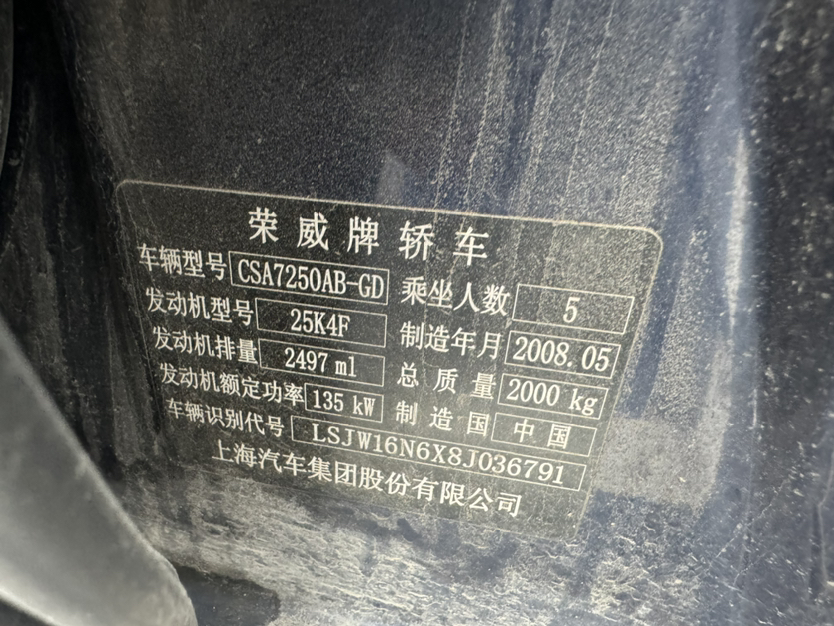 荣威牌轿车
车辆型号 CSA7250AB-GD 乘坐人数 5
发动机型号 25K4F 制造年月 2008.05
发动机排量 2497 ml 总质量 2000 kg
发动机额定功率 135 kW 制造国 中国
车辆识别代号 LSJW16N6X8J036791
上海汽车集团股份有限公司